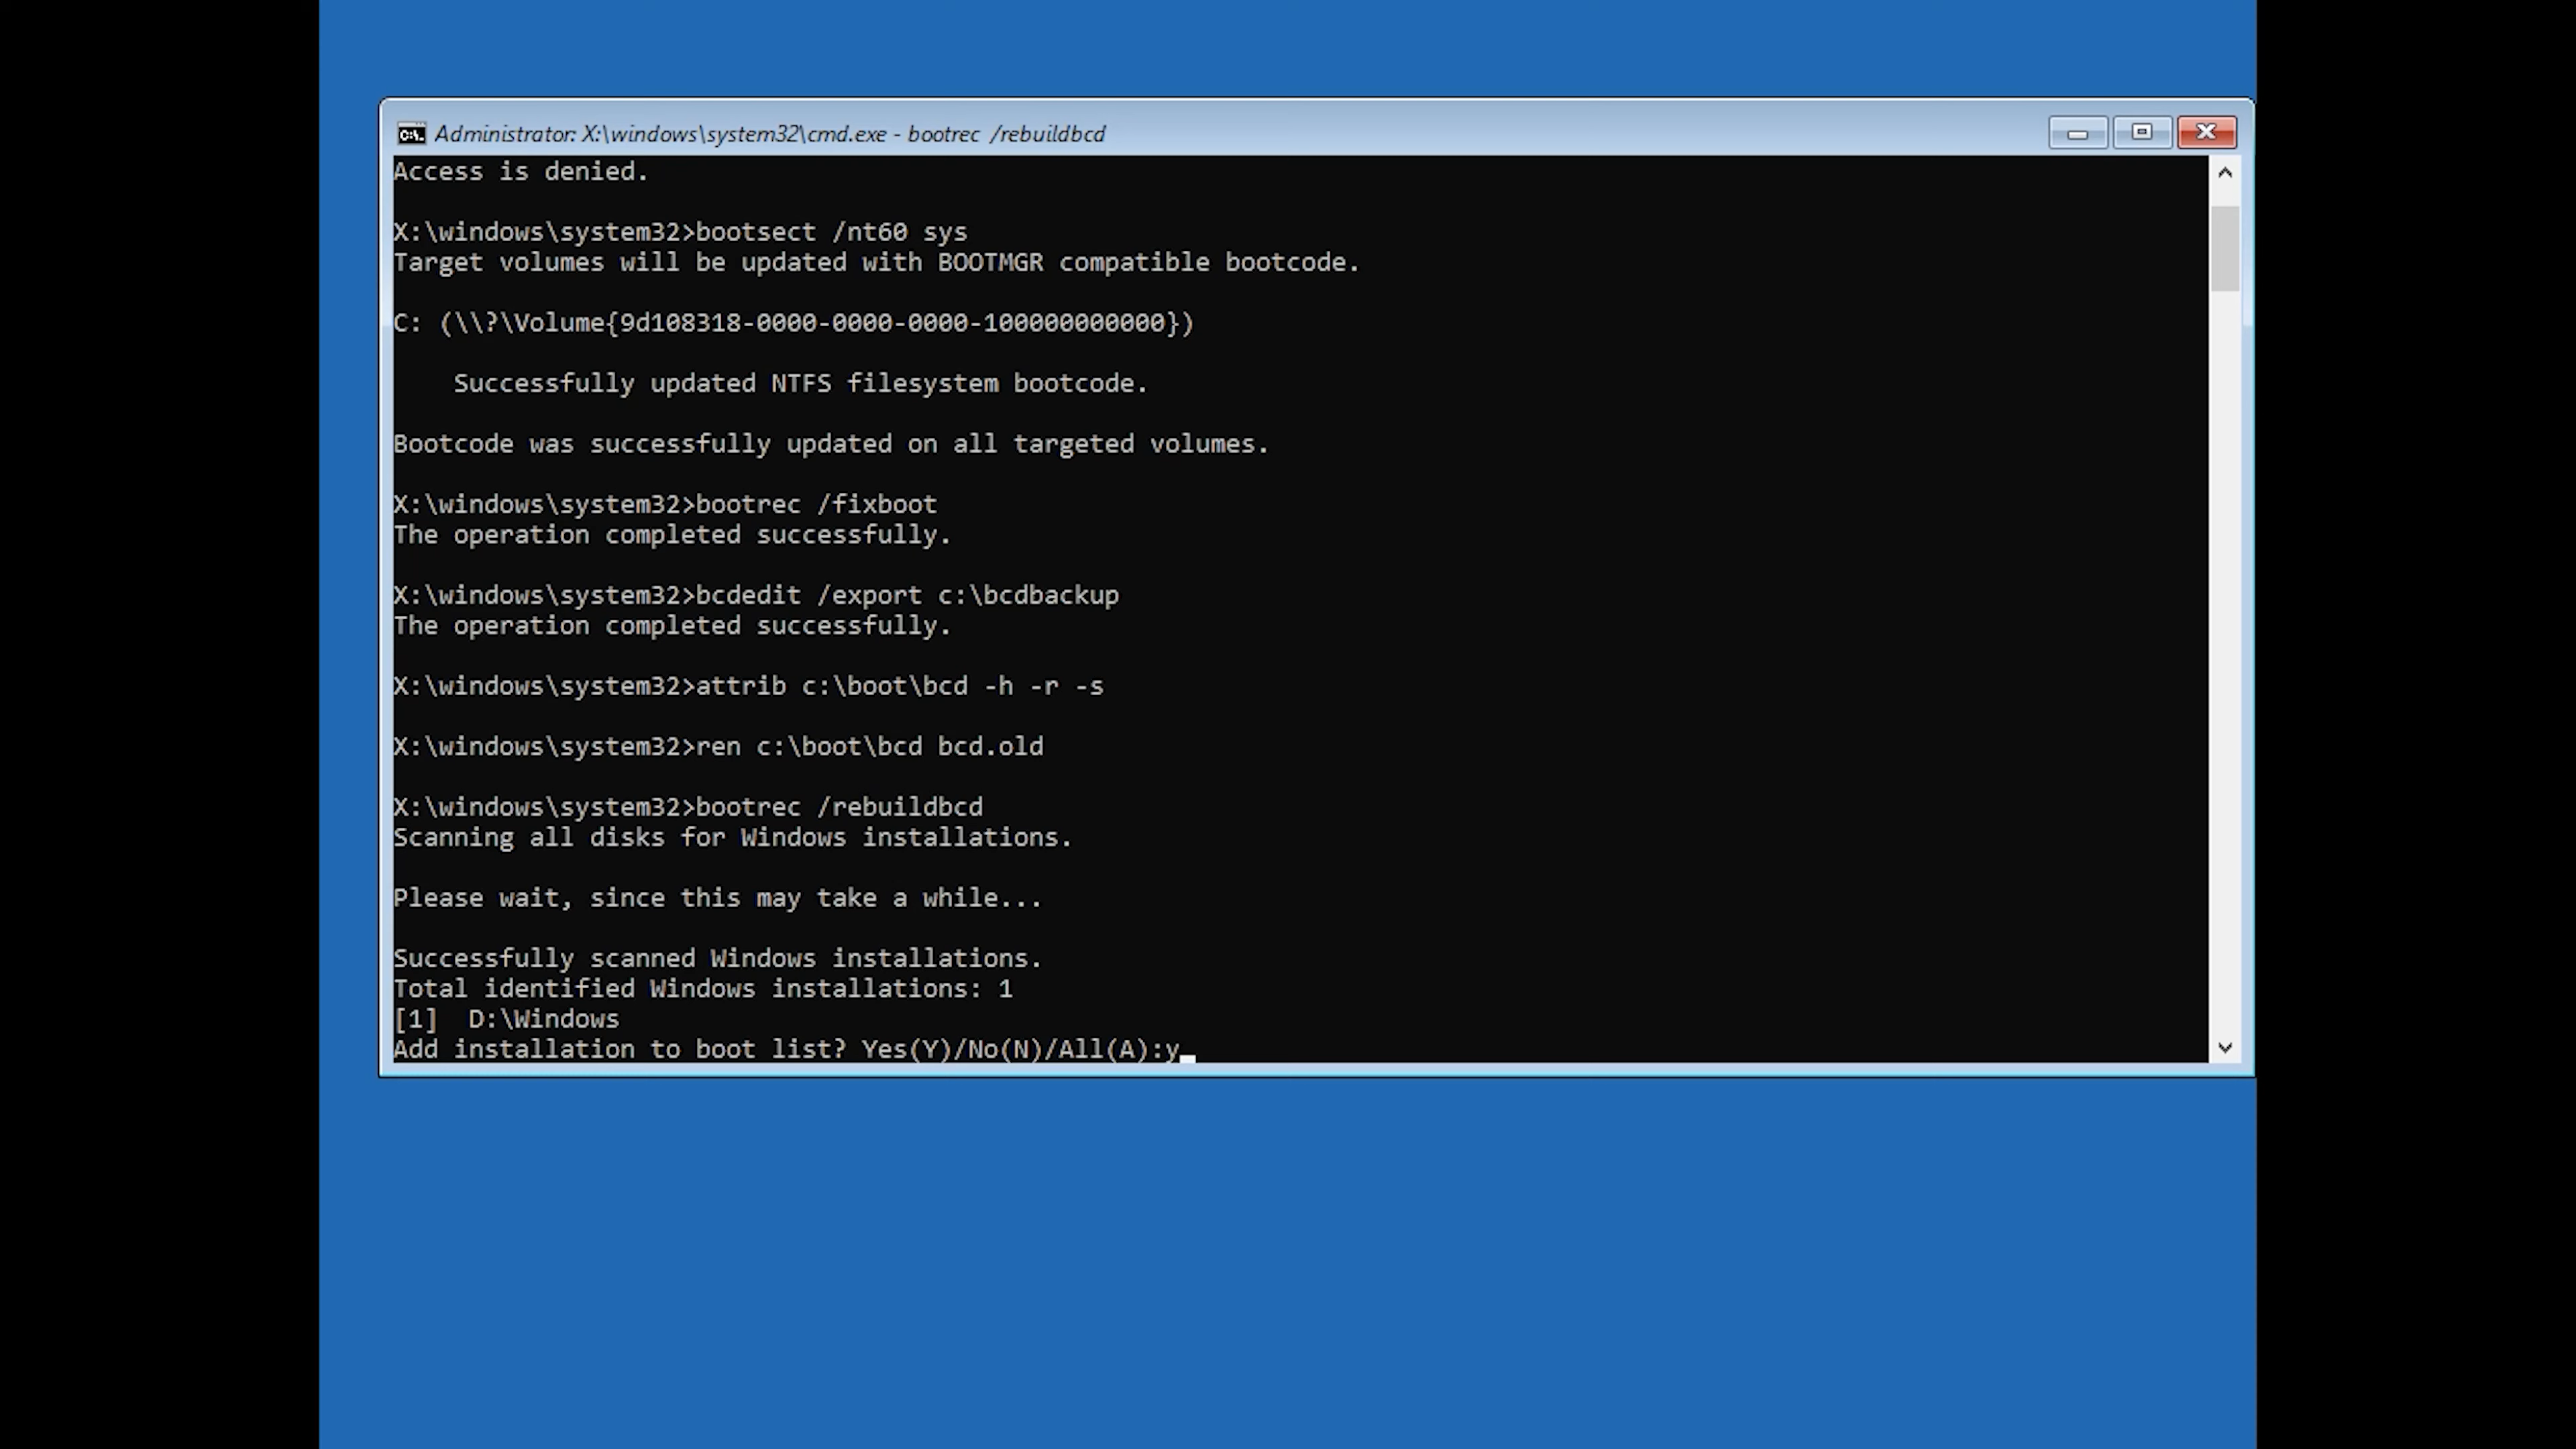 Administrator: X:\windows\system32\cmd.exe - bootrec  /rebuildbcd
Access is denied.
X:\windows\system32>bootsect /nt60 sys
Target volumes will be updated with BOOTMGR compatible bootcode.
C: (\\?\Volume{9d108318-0000-0000-0000-100000000000})
Successfully updated NTFS filesystem bootcode.
Bootcode was successfully updated on all targeted volumes.
X:\windows\system32>bootrec /fixboot
The operation completed successfully.
X:\windows\system32>bcdedit /export c:\bcdbackup
The operation completed successfully.
X:\windows\system32>attrib c:\boot\bcd -h -r -s
X:\windows\system32>ren c:\boot\bcd bcd.old
X:\windows\system32>bootrec /rebuildbcd
Scanning all disks for Windows installations.
Please wait, since this may take a while...
Successfully scanned Windows installations.
Total identified Windows installations: 1
[1]  D:\Windows
Add installation to boot list? Yes(Y)/No(N)/All(A):y